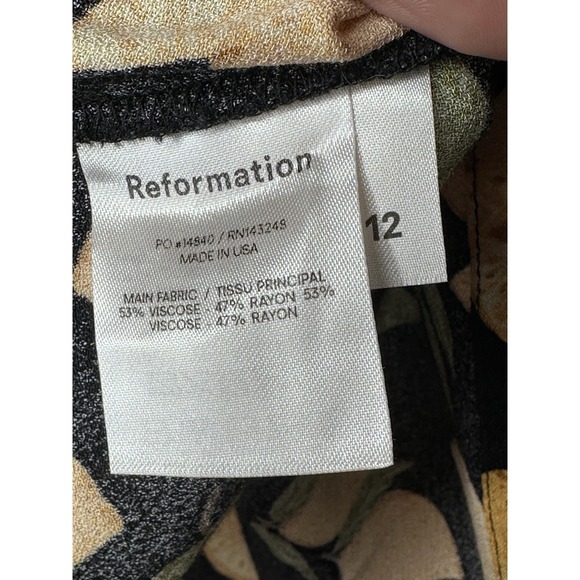 Reformation
PO #14840 / RN143248
MADE IN USA
MAIN FABRIC / TISSU PRINCIPAL
53% VISCOSE - 47% RAYON 53%
VISCOSE - 47% RAYON
12